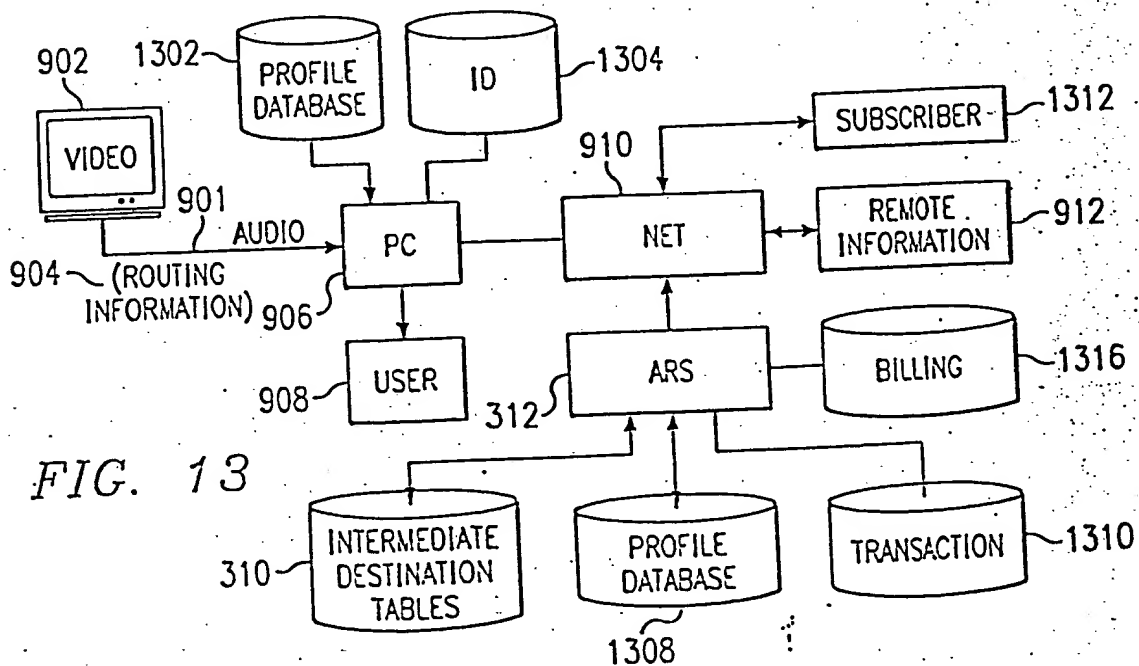 1302
PROFILE
DATABASE
ID
1304
902
VIDEO
901
AUDIO
904
(ROUTING
INFORMATION)
PC
906
USER
908
910
NET
SUBSCRIBER
1312
REMOTE
INFORMATION
912
ARS
312
BILLING
1316
FIG. 13
310
INTERMEDIATE
DESTINATION
TABLES
PROFILE
DATABASE
1308
TRANSACTION
1310